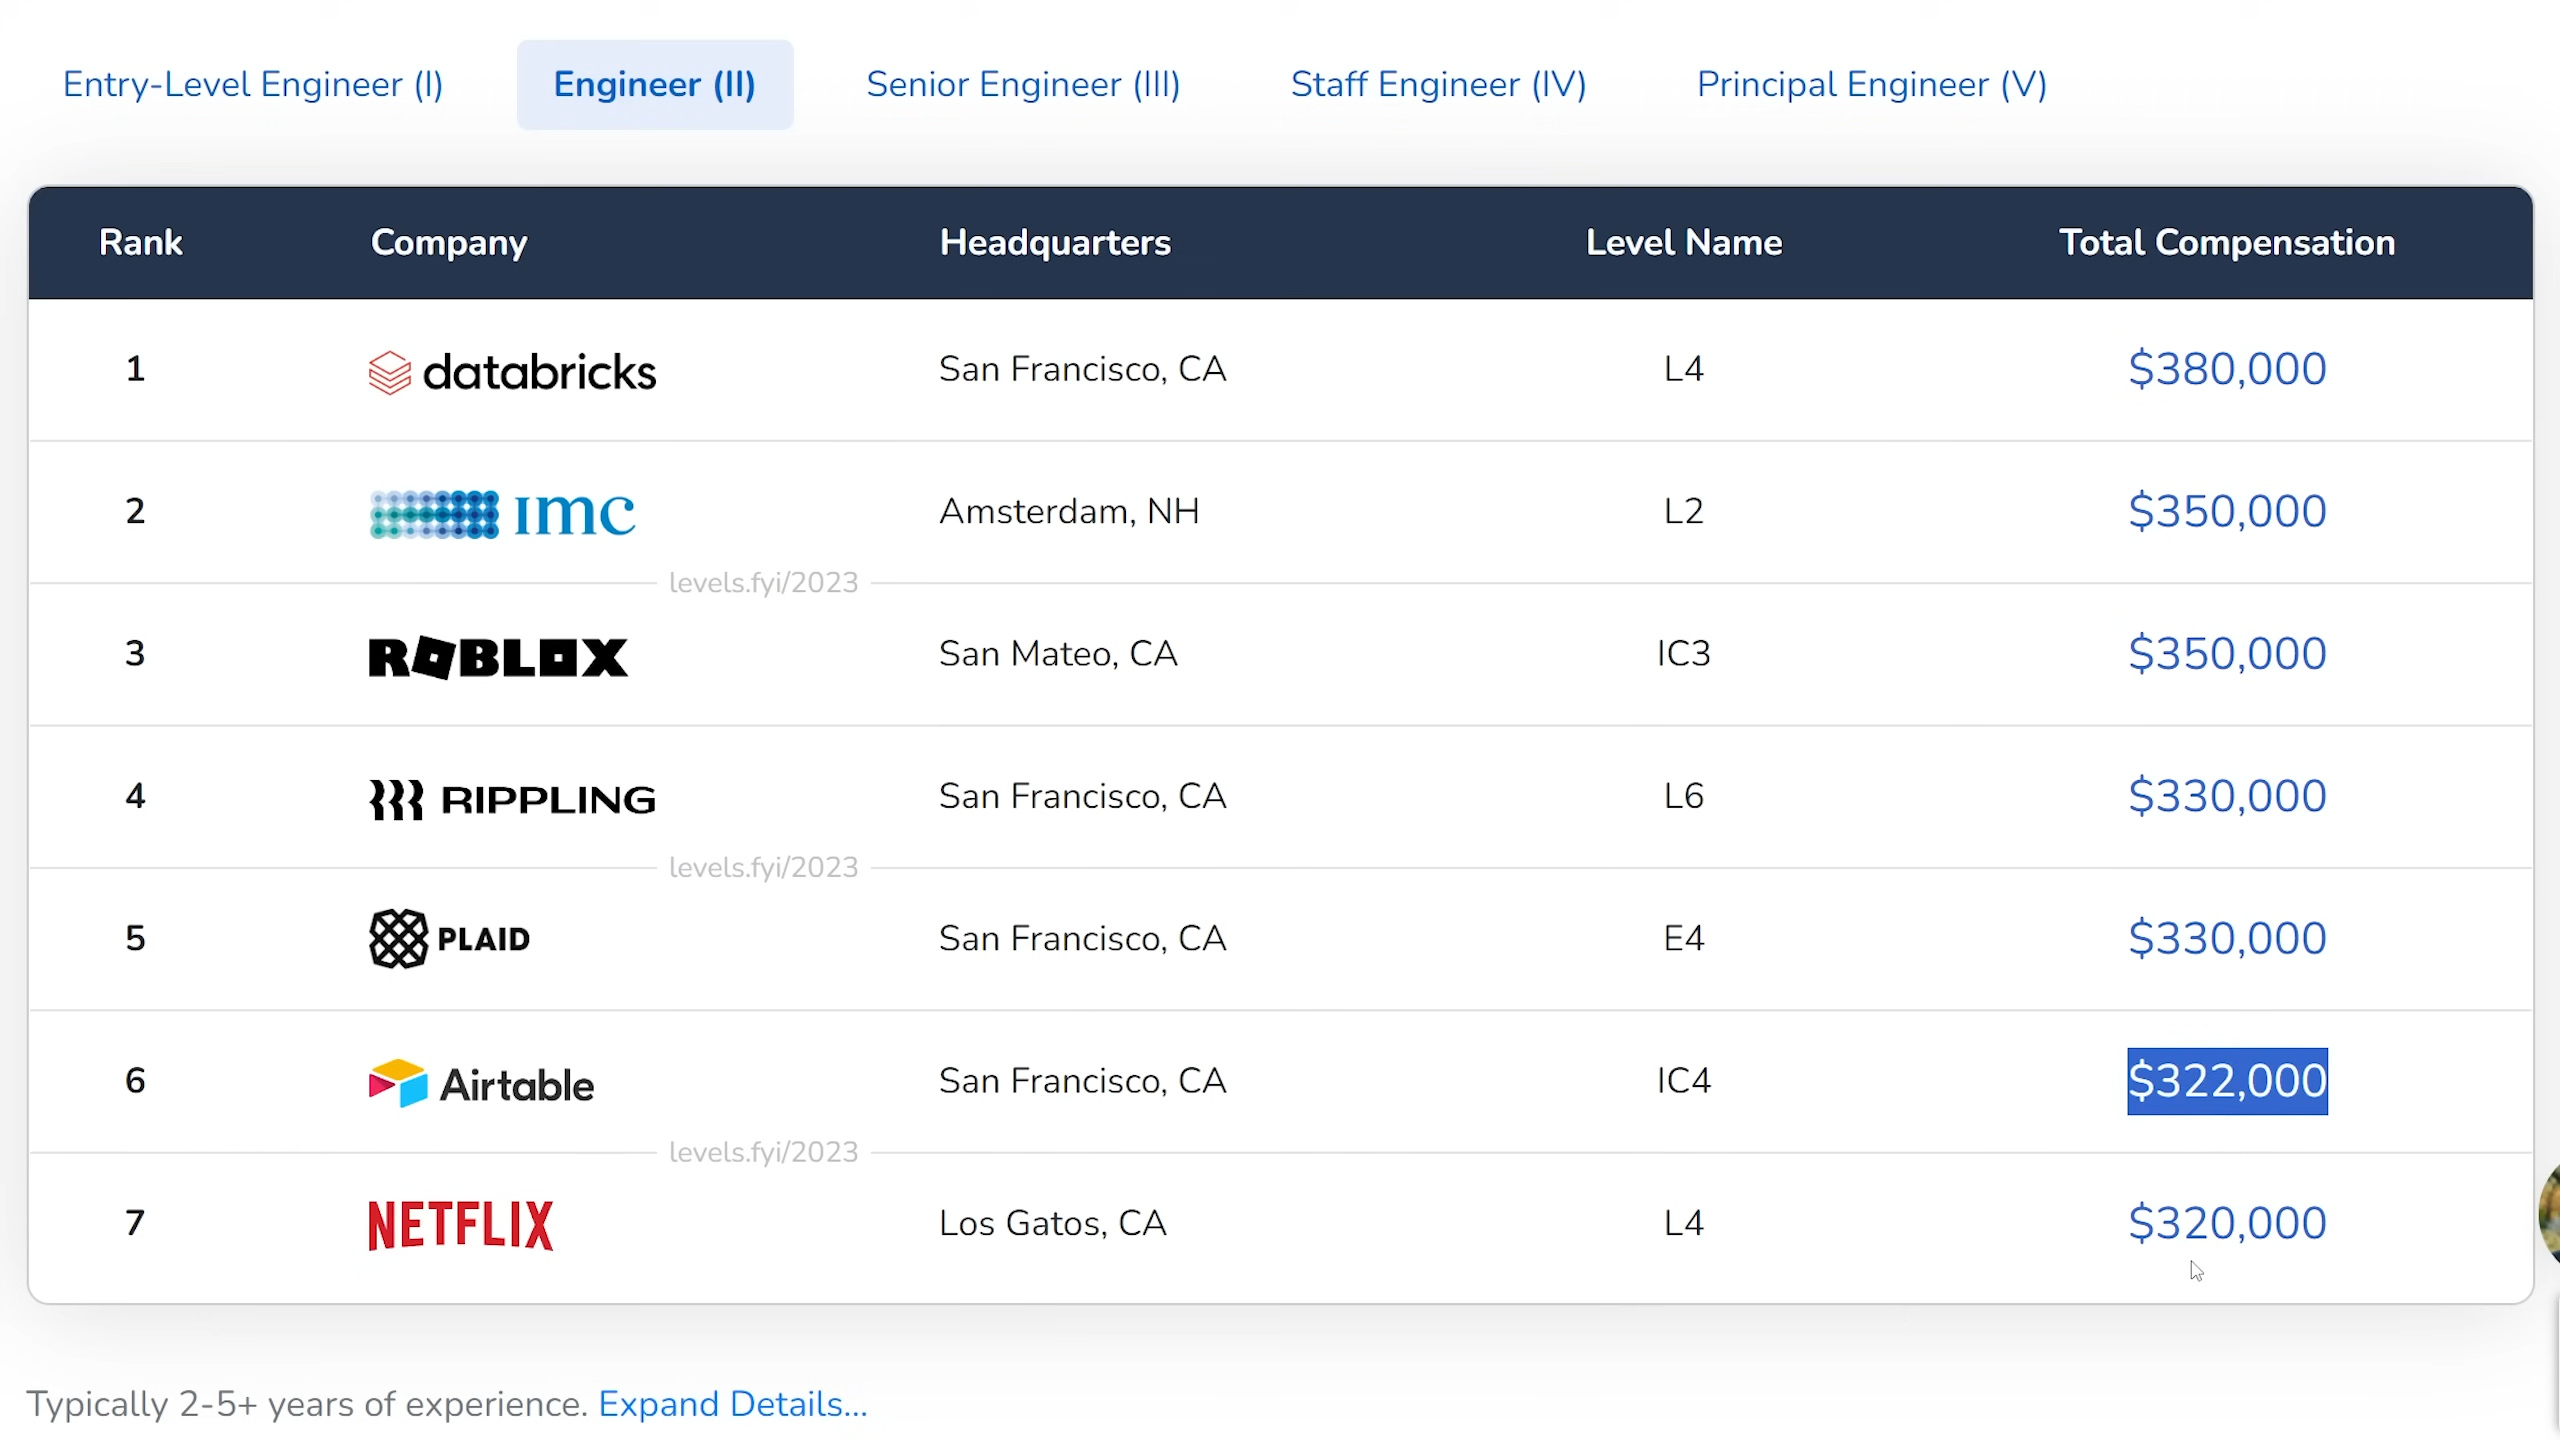 Entry-Level Engineer (I) Engineer (II) Senior Engineer (III) Staff Engineer (IV) Principal Engineer (V)
Rank Company Headquarters Level Name Total Compensation
1 databricks San Francisco, CA L4 $380,000
2 imc Amsterdam, NH L2 $350,000
levels.fyi/2023
3 ROBLOX San Mateo, CA IC3 $350,000
4 RIPPLING San Francisco, CA L6 $330,000
levels.fyi/2023
5 PLAID San Francisco, CA E4 $330,000
6 Airtable San Francisco, CA IC4 $322,000
levels.fyi/2023
7 NETFLIX Los Gatos, CA L4 $320,000
Typically 2-5+ years of experience. Expand Details...